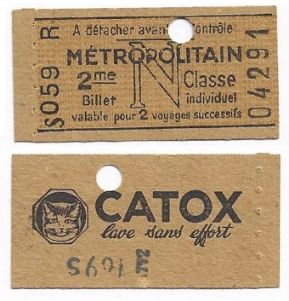 S059 R
A détacher avant contrôle
MÉTROPOLITAIN
2me N Classe
Billet individuel
valable pour 2 voyages successifs
04291
CATOX
lave sans effort